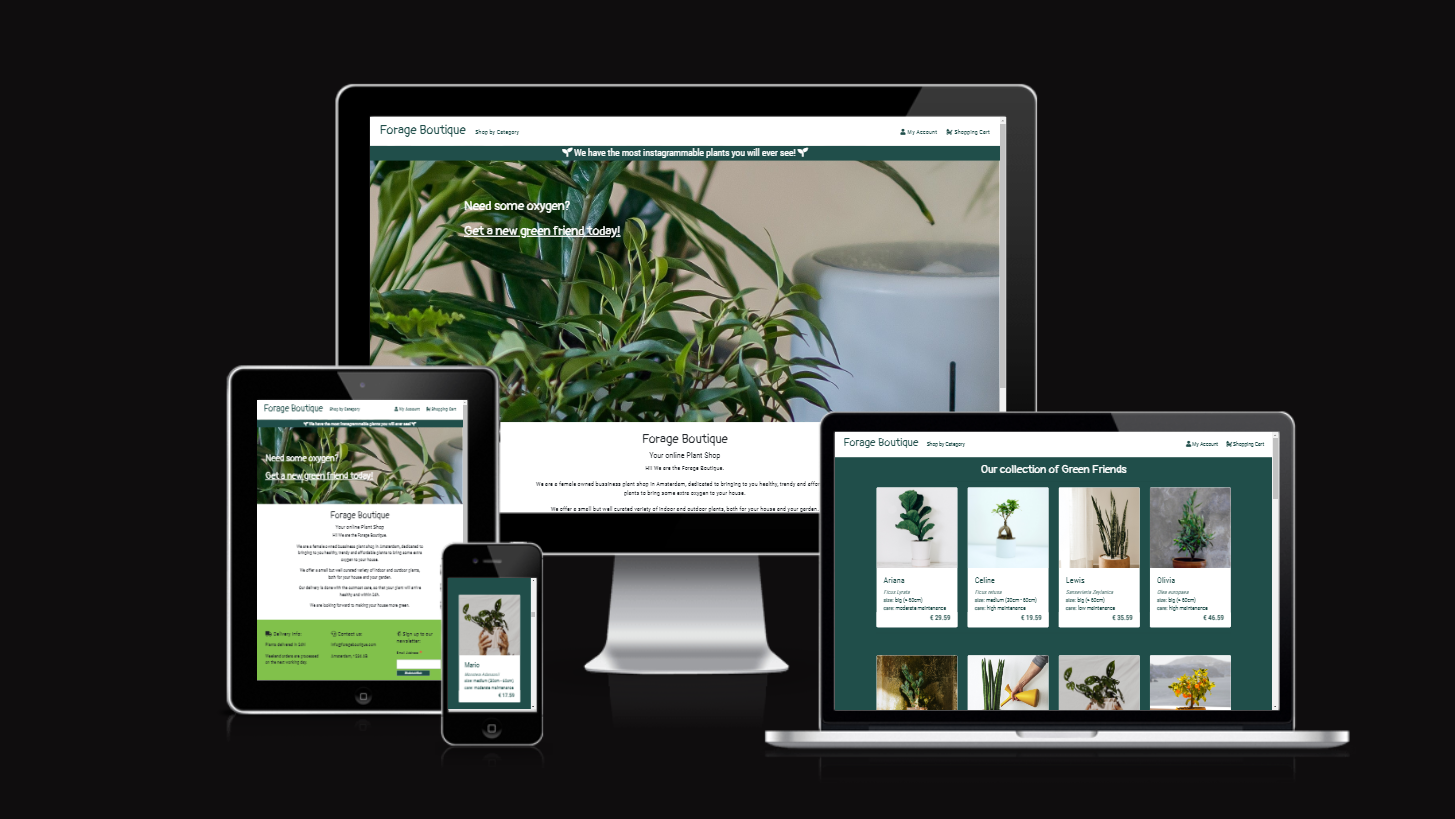 Forage Boutique Shop by Category My Account Shopping Cart
We have the most instagrammable plants you will ever see!
Need some oxygen?
Get a new green friend today!
Forage Boutique
Your online Plant Shop
Hi! We are the Forage Boutique.
We are a female owned bussiness plant shop in Amsterdam, dedicated to bringing to you healthy, trendy and affor
plants to bring some extra oxygen to your house.
We offer a small but well curated variety of indoor and outdoor plants, both for your house and your garden.
Forage Boutique Shop by Category My Account Shopping Cart
We have the most instagrammable plants you will ever see!
Need some oxygen?
Get a new green friend today!
Forage Boutique
Your online Plant Shop
Hi! We are the Forage Boutique.
We are a female owned bussiness plant shop in Amsterdam, dedicated to
bringing to you healthy, trendy and affordable plants to bring some extra
oxygen to your house.
We offer a small but well curated variety of indoor and outdoor plants,
both for your house and your garden.
Our delivery is done with the outmost care, so that your plant will arrive
healthy and within 24h.
We are looking forward to making your house more green.
Delivery info:
Plants delivered in 24h.
Weekend orders are processed
on the next working day.
Contact us:
info@forageboutique.com
Sign up to our
newsletter:
Email Address *
Mario
size: medium (30cm - 60cm)
care: moderate maintenance
€ 17.59
Forage Boutique Shop by Category My Account Shopping Cart
Our collection of Green Friends
Ariana
Ficus Lyrata
size: big (+ 60cm)
care: moderate maintenance
€ 29.59
Celine
Ficus retusa
size: medium (30cm - 60cm)
care: high maintenance
€ 19.59
Lewis
Sansevieria Zeylanica
size: big (+ 60cm)
care: low maintenance
€ 35.59
Olivia
Olea europaea
size: big (+ 60cm)
care: high maintenance
€ 46.59